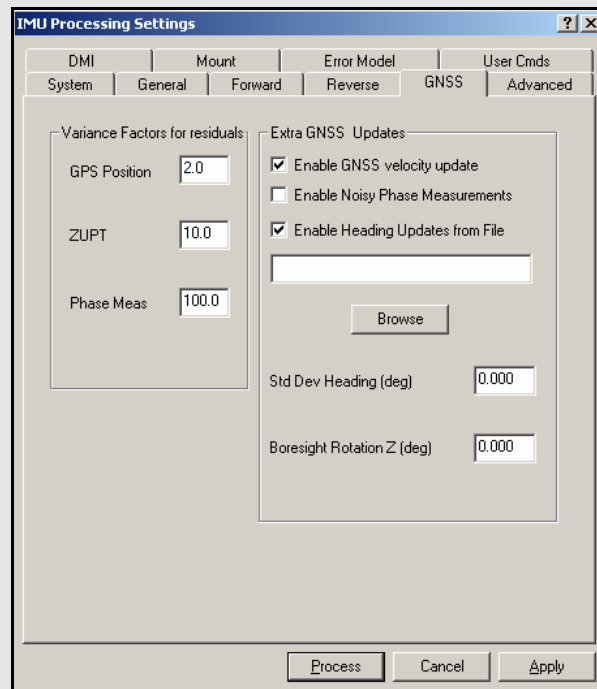 IMU Processing Settings
DMI Mount Error Model User Cmds
System General Forward Reverse GNSS Advanced
Variance Factors for residuals
GPS Position 2.0
ZUPT 10.0
Phase Meas 100.0
Extra GNSS Updates
Enable GNSS velocity update
Enable Noisy Phase Measurements
Enable Heading Updates from File
Browse
Std Dev Heading (deg) 0.000
Boresight Rotation Z (deg) 0.000
Process Cancel Apply